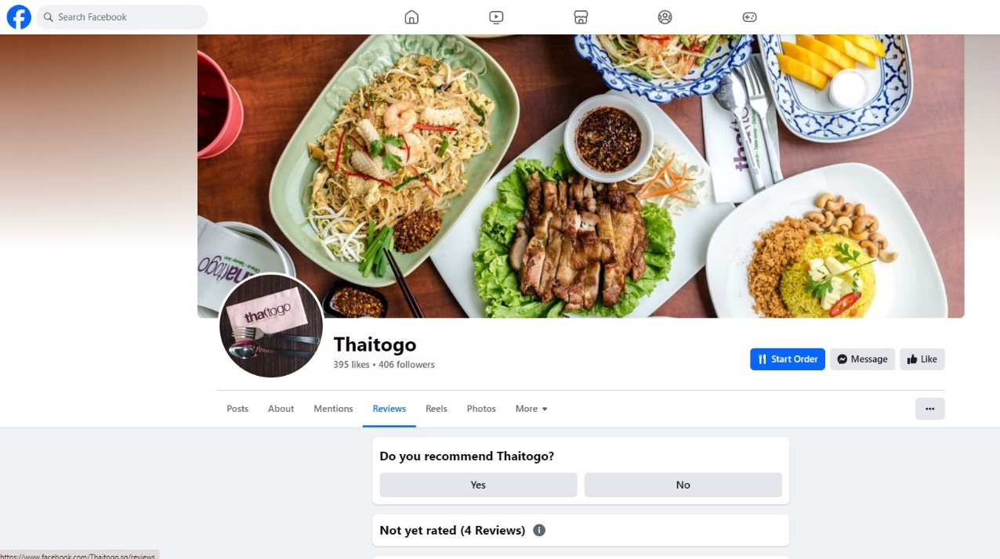 Search Facebook
thaitogo
thaitogo
thaitogo
Thaitogo
395 likes • 406 followers
Start Order
Message
Like
Posts
About
Mentions
Reviews
Reels
Photos
More
Do you recommend Thaitogo?
Yes
No
Not yet rated (4 Reviews)
https://www.facebook.com/Thaitogo.sg/reviews